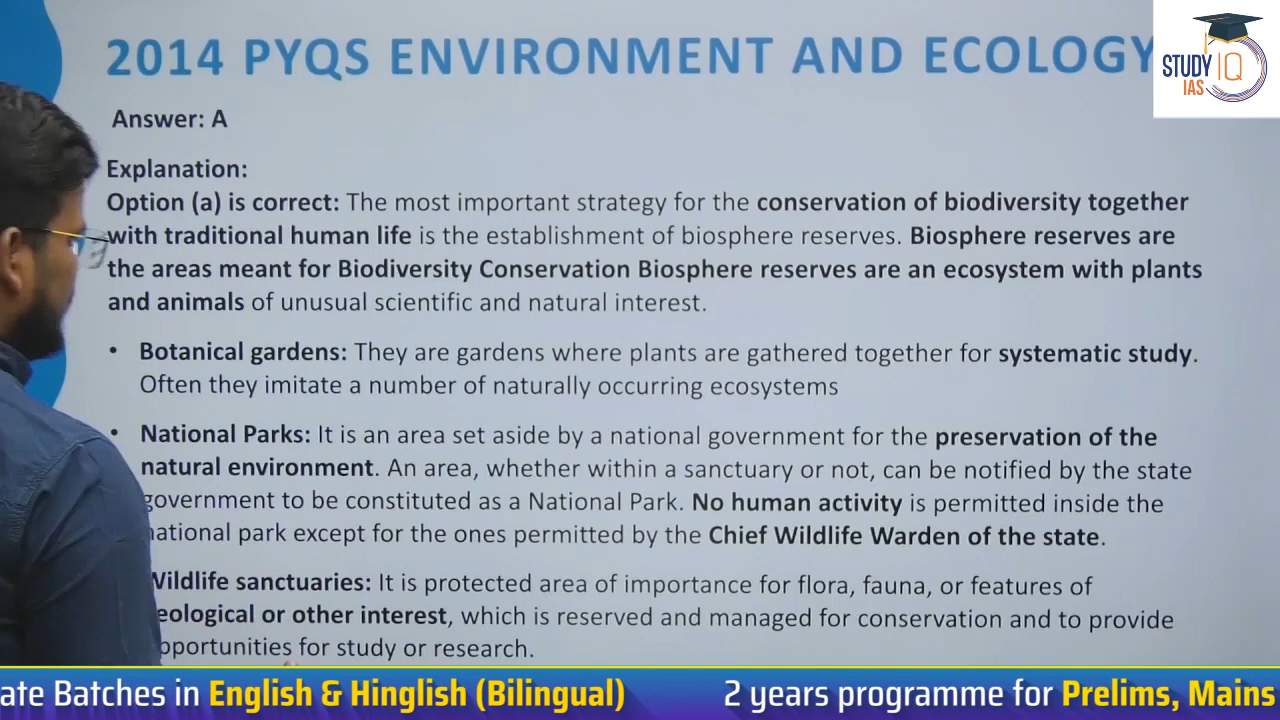 2014 PYQS ENVIRONMENT AND ECOLOGY
STUDY IQ
IAS
Answer: A
Explanation:
Option (a) is correct: The most important strategy for the conservation of biodiversity together
with traditional human life is the establishment of biosphere reserves. Biosphere reserves are
the areas meant for Biodiversity Conservation Biosphere reserves are an ecosystem with plants
and animals of unusual scientific and natural interest.
• Botanical gardens: They are gardens where plants are gathered together for systematic study.
Often they imitate a number of naturally occurring ecosystems
• National Parks: It is an area set aside by a national government for the preservation of the
natural environment. An area, whether within a sanctuary or not, can be notified by the state
government to be constituted as a National Park. No human activity is permitted inside the
national park except for the ones permitted by the Chief Wildlife Warden of the state.
Wildlife sanctuaries: It is protected area of importance for flora, fauna, or features of
eological or other interest, which is reserved and managed for conservation and to provide
pportunities for study or research.
ate Batches in English & Hinglish (Bilingual) 2 years programme for Prelims, Mains